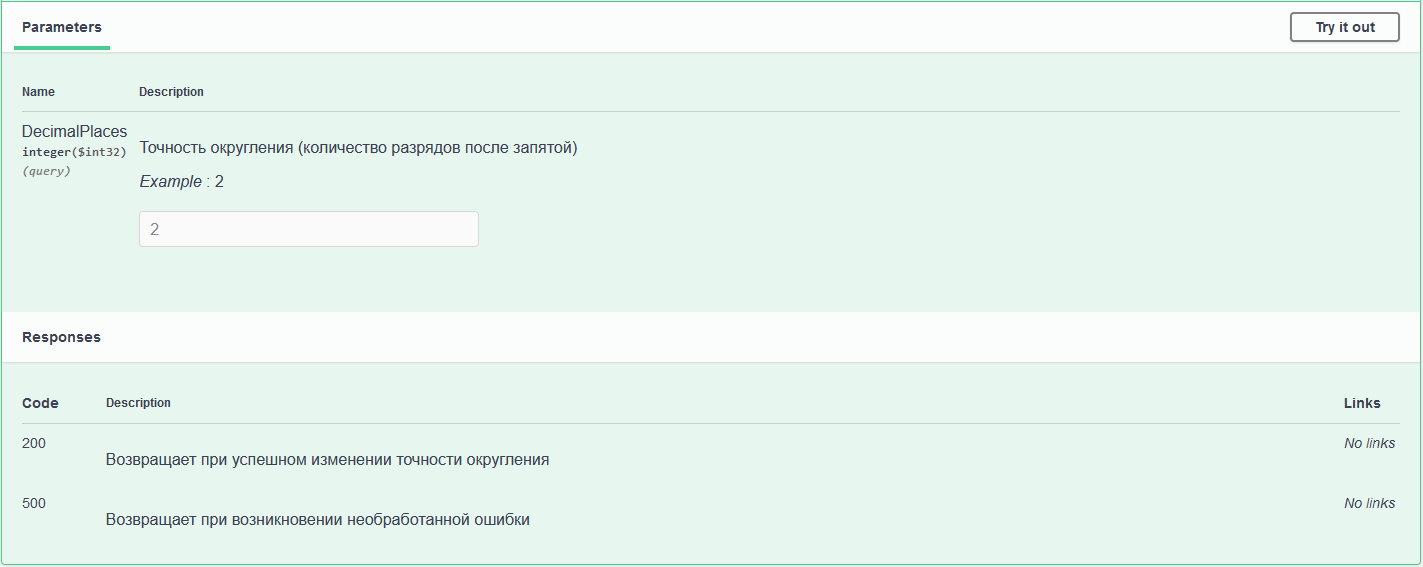 Parameters
Try it out
Name
Description
DecimalPlaces
integer($int32)
(query)
Точность округления (количество разрядов после запятой)
Example : 2
2
Responses
Code
Description
Links
200
Возвращает при успешном изменении точности округления
No links
500
Возвращает при возникновении необработанной ошибки
No links